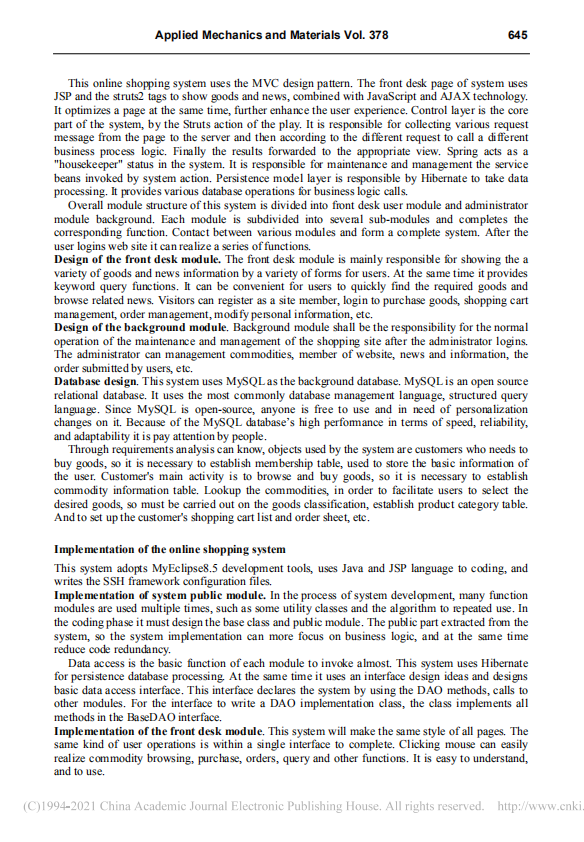 Applied Mechanics and Materials Vol. 378 645
This online shopping system uses the MVC design pattern. The front desk page of system uses
JSP and the struts2 tags to show goods and news, combined with JavaScript and AJAX technology.
It optimizes a page at the same time, further enhance the user experience. Control layer is the core
part of the system, by the Struts action of the play. It is responsible for collecting various request
message from the page to the server and then according to the different request to call a different
business process logic. Finally the results forwarded to the appropriate view. Spring acts as a
"housekeeper" status in the system. It is responsible for maintenance and management the service
beans invoked by system action. Persistence model layer is responsible by Hibernate to take data
processing. It provides various database operations for business logic calls.
Overall module structure of this system is divided into front desk user module and administrator
module background. Each module is subdivided into several sub-modules and completes the
corresponding function. Contact between various modules and form a complete system. After the
user logins web site it can realize a series of functions.
Design of the front desk module. The front desk module is mainly responsible for showing the a
variety of goods and news information by a variety of forms for users. At the same time it provides
keyword query functions. It can be convenient for users to quickly find the required goods and
browse related news. Visitors can register as a site member, login to purchase goods, shopping cart
management, order management, modify personal information, etc.
Design of the background module. Background module shall be the responsibility for the normal
operation of the maintenance and management of the shopping site after the administrator logins.
The administrator can management commodities, member of website, news and information, the
order submitted by users, etc.
Database design. This system uses MySQL as the background database. MySQL is an open source
relational database. It uses the most commonly database management language, structured query
language. Since MySQL is open-source, anyone is free to use and in need of personalization
changes on it. Because of the MySQL database's high performance in terms of speed, reliability,
and adaptability it is pay attention by people.
Through requirements analysis can know, objects used by the system are customers who needs to
buy goods, so it is necessary to establish membership table, used to store the basic information of
the user. Customer's main activity is to browse and buy goods, so it is necessary to establish
commodity information table. Lookup the commodities, in order to facilitate users to select the
desired goods, so must be carried out on the goods classification, establish product category table.
And to set up the customer's shopping cart list and order sheet, etc.
Implementation of the online shopping system
This system adopts MyEclipse8.5 development tools, uses Java and JSP language to coding, and
writes the SSH framework configuration files.
Implementation of system public module. In the process of system development, many function
modules are used multiple times, such as some utility classes and the algorithm to repeated use. In
the coding phase it must design the base class and public module. The public part extracted from the
system, so the system implementation can more focus on business logic, and at the same time
reduce code redundancy.
Data access is the basic function of each module to invoke almost. This system uses Hibernate
for persistence database processing. At the same time it uses an interface design ideas and designs
basic data access interface. This interface declares the system by using the DAO methods, calls to
other modules. For the interface to write a DAO implementation class, the class implements all
methods in the BaseDAO interface.
Implementation of the front desk module. This system will make the same style of all pages. The
same kind of user operations is within a single interface to complete. Clicking mouse can easily
realize commodity browsing, purchase, orders, query and other functions. It is easy to understand,
and to use.
(C)1994-2021 China Academic Journal Electronic Publishing House. All rights reserved. http://www.cnki.